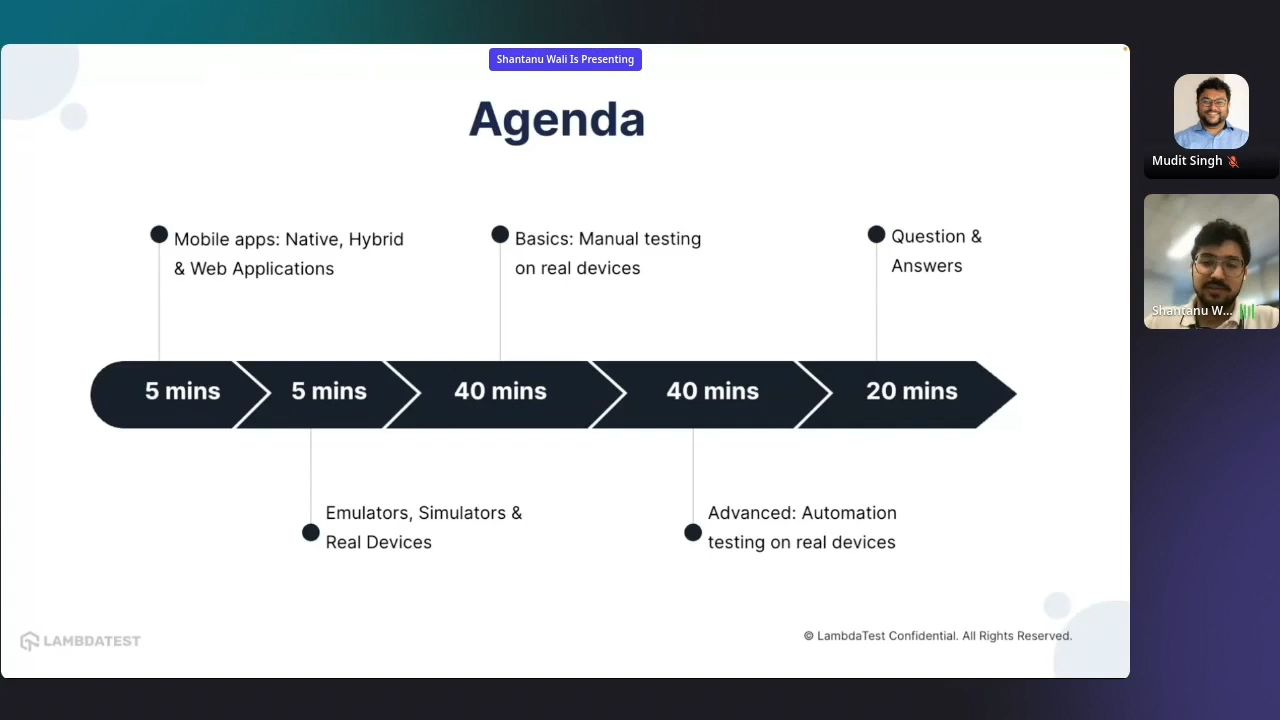 Shantanu Wali Is Presenting
Agenda
Mobile apps: Native, Hybrid
& Web Applications
Basics: Manual testing
on real devices
Question &
Answers
5 mins
5 mins
40 mins
40 mins
20 mins
Emulators, Simulators &
Real Devices
Advanced: Automation
testing on real devices
LAMBDATEST
© LambdaTest Confidential. All Rights Reserved.
Mudit Singh
Shantanu W...